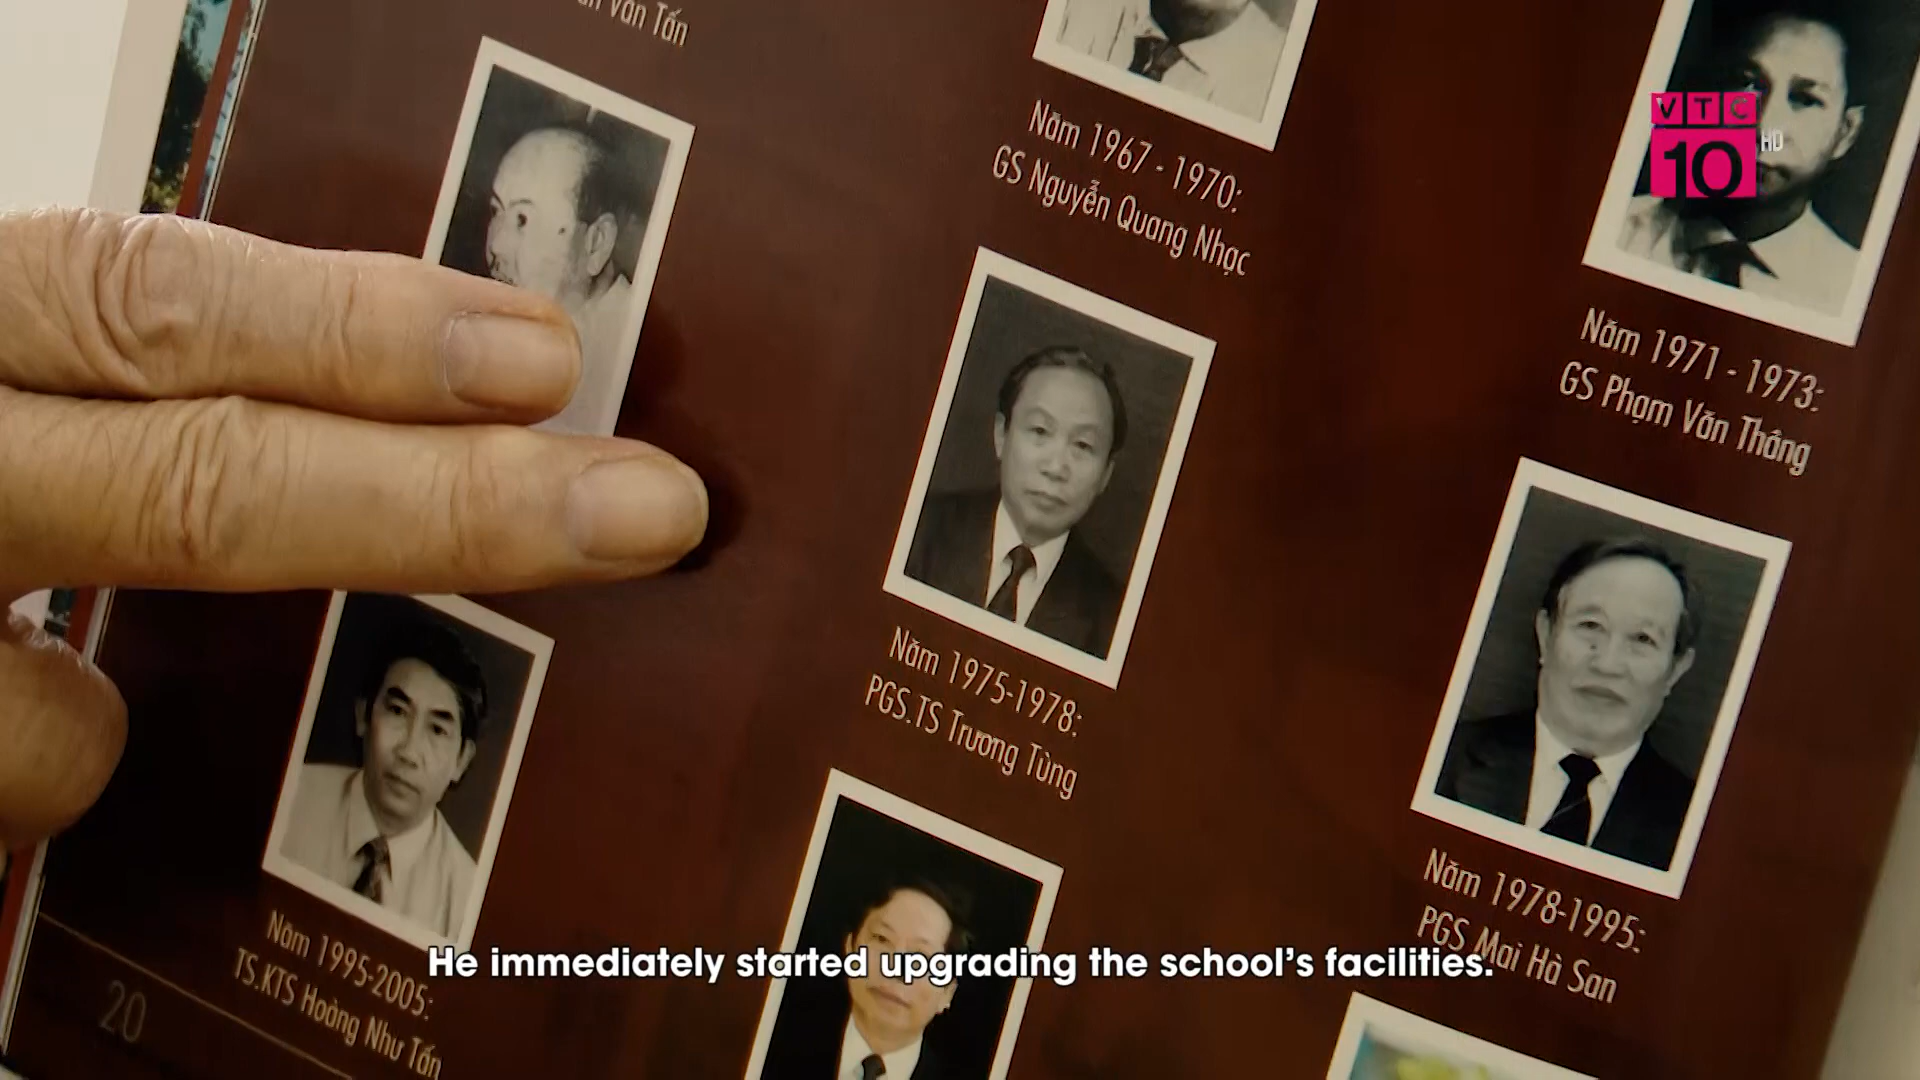 Văn Tấn
Năm 1967 - 1970:
GS Nguyễn Quang Nhạc
VTC
10
HD
Năm 1971 - 1973:
GS Phạm Văn Thâng
Năm 1975-1978:
PGS.TS Trương Tùng
Năm 1978-1995:
PGS Mai Hà San
Năm 1995-2005:
TS.KTS Hoàng Như Tấn
20
He immediately started upgrading the school's facilities.